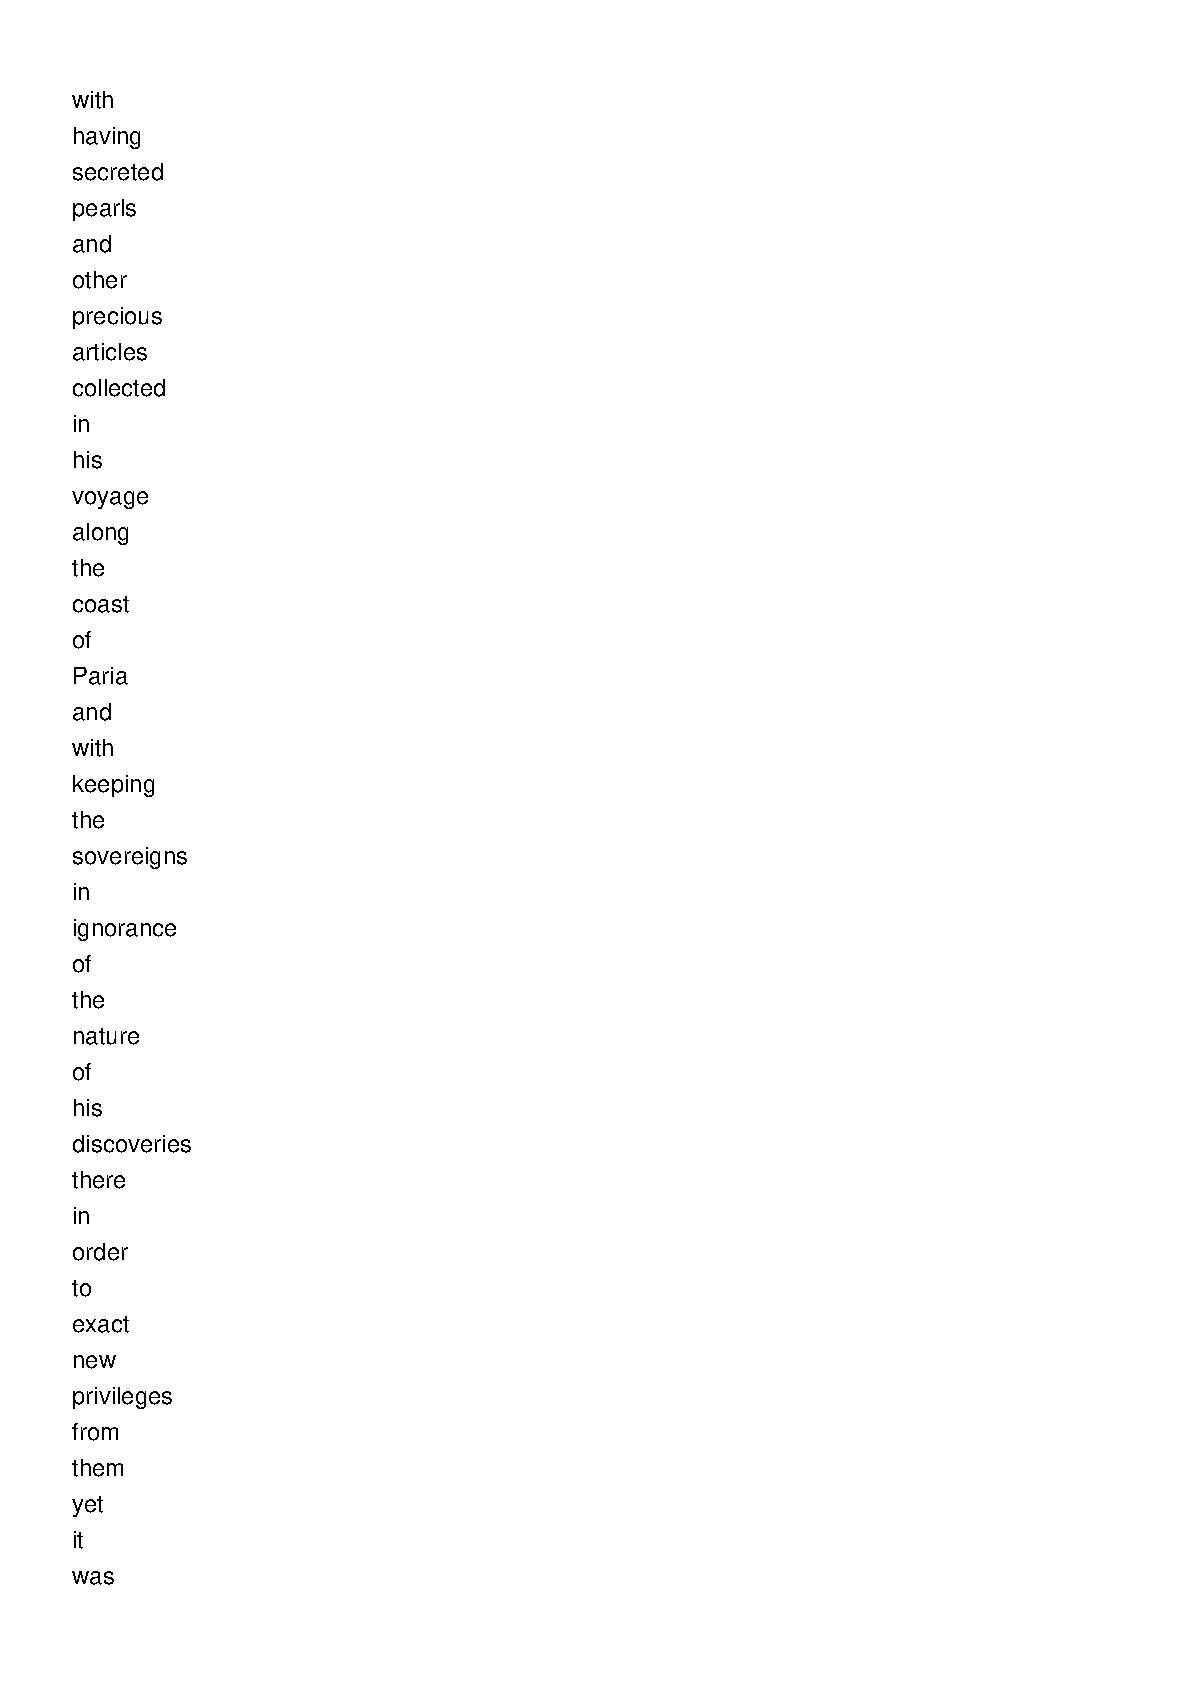 with
having
secreted
pearls
and
other
precious
articles
collected
in
his
voyage
along
the
coast
of
Paria
and
with
keeping
the
sovereigns
in
ignorance
of
the
nature
of
his
discoveries
there
in
order
to
exact
new
privileges
from
them
yet
it
was